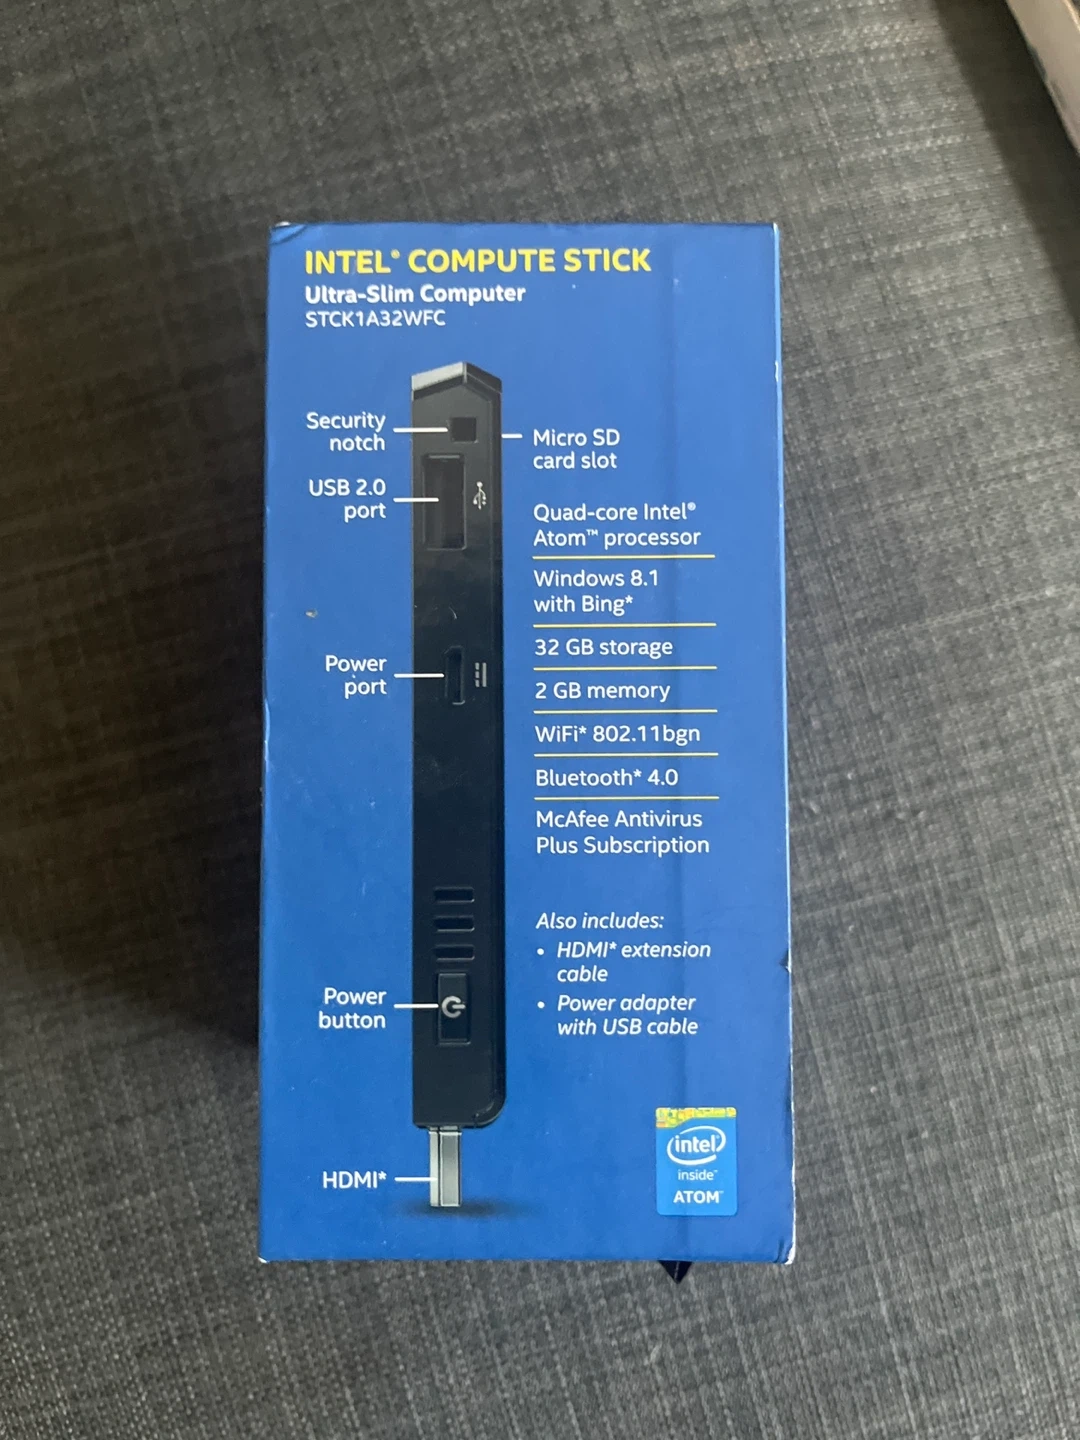 INTEL® COMPUTE STICK
Ultra-Slim Computer
STCK1A32WFC
Security
notch
Micro SD
card slot
USB 2.0
port
Quad-core Intel®
Atom™ processor
Windows 8.1
with Bing*
32 GB storage
Power
port
2 GB memory
WiFi* 802.11bgn
Bluetooth* 4.0
McAfee Antivirus
Plus Subscription
Also includes:
• HDMI* extension
cable
• Power adapter
with USB cable
Power
button
HDMI*
intel®
inside™
ATOM™